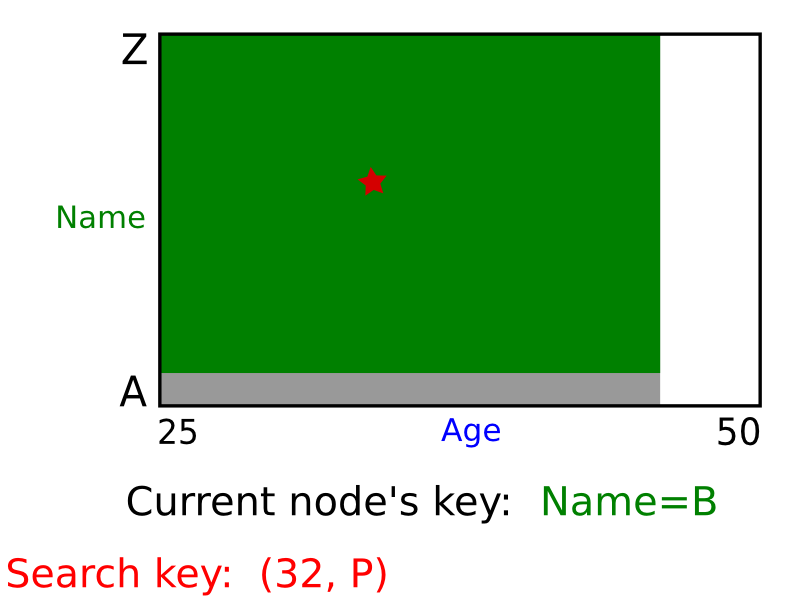 Z
Name
A
25 Age 50
Current node's key: Name=B
Search key: (32, P)